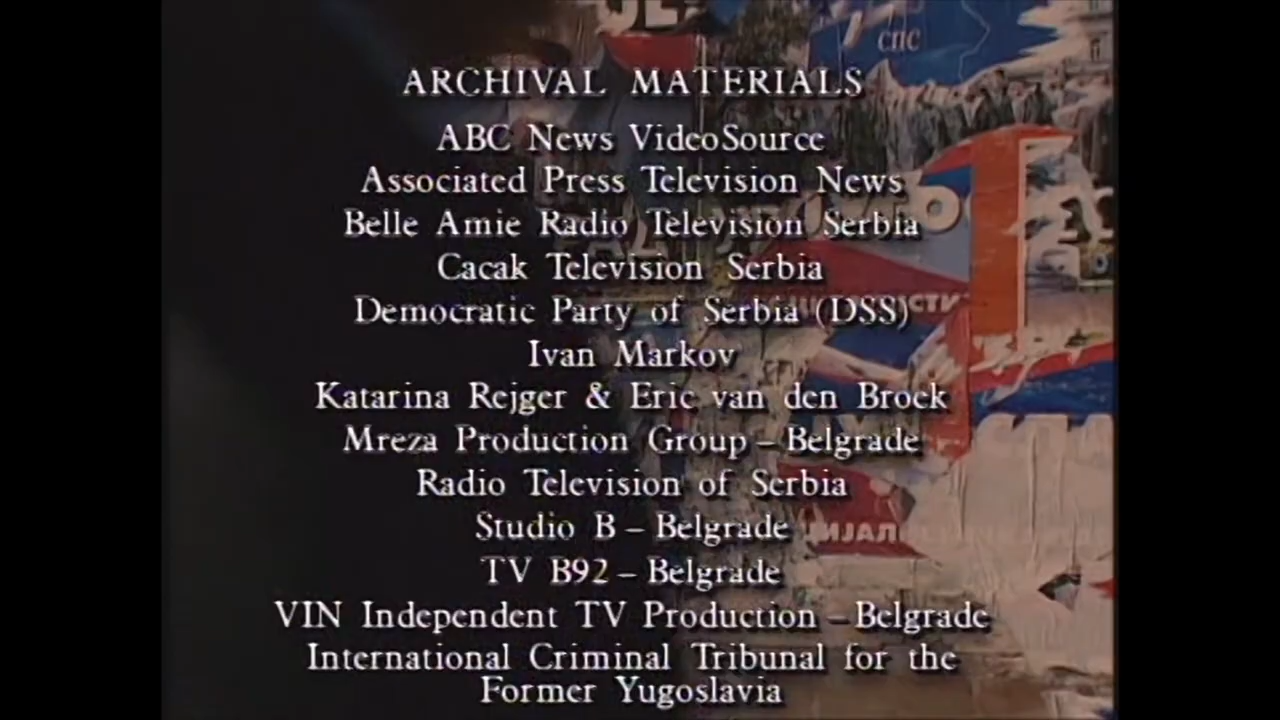 ARCHIVAL MATERIALS
ABC News VideoSource
Associated Press Television News
Belle Amie Radio Television Serbia
Cacak Television Serbia
Democratic Party of Serbia (DSS)
Ivan Markov
Katarina Rejger & Eric van den Broek
Mreza Production Group – Belgrade
Radio Television of Serbia
Studio B – Belgrade
TV B92 – Belgrade
VIN Independent TV Production – Belgrade
International Criminal Tribunal for the
Former Yugoslavia
спс